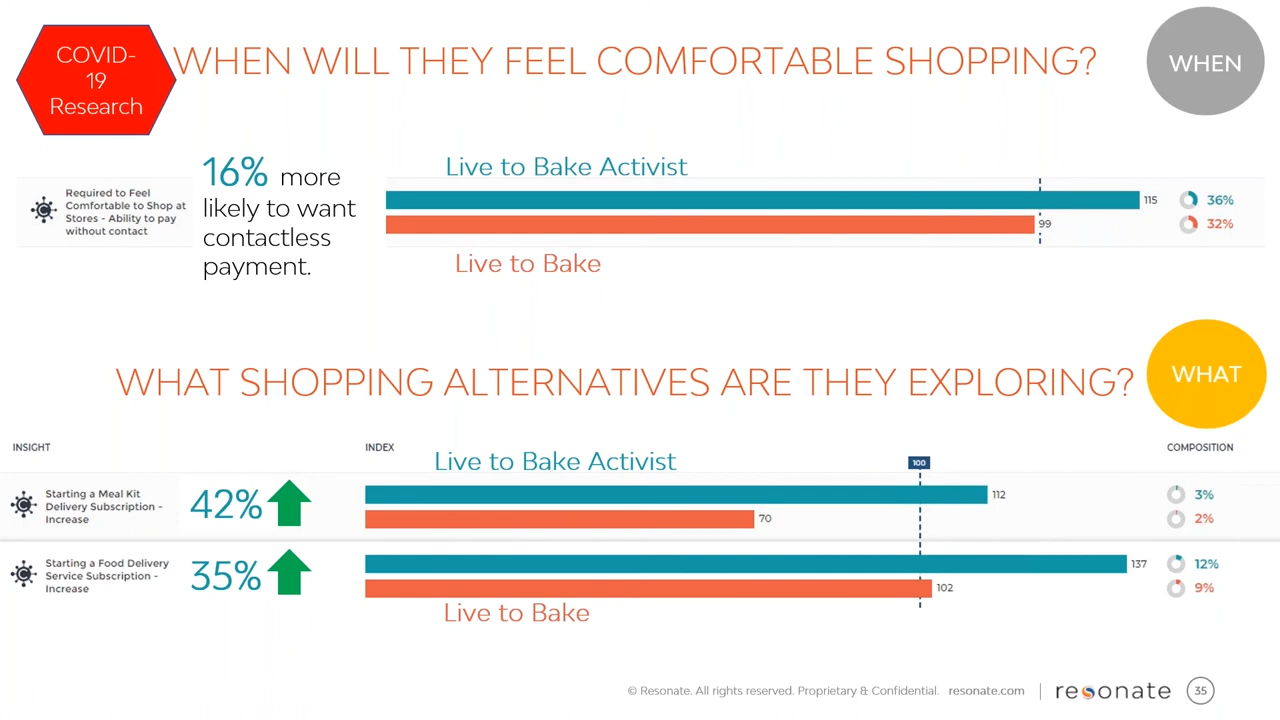 COVID-
19
Research
WHEN WILL THEY FEEL COMFORTABLE SHOPPING?
WHEN
Required to Feel
Comfortable to Shop at
Stores - Ability to pay
without contact
16% more
likely to want
contactless
payment.
Live to Bake Activist
115
36%
99
32%
Live to Bake
WHAT SHOPPING ALTERNATIVES ARE THEY EXPLORING?
WHAT
INSIGHT
INDEX
COMPOSITION
Live to Bake Activist
100
Starting a Meal Kit
Delivery Subscription -
Increase
42%
112
3%
70
2%
Starting a Food Delivery
Service Subscription -
Increase
35%
137
12%
102
9%
Live to Bake
© Resonate. All rights reserved. Proprietary & Confidential. resonate.com
resonate
35